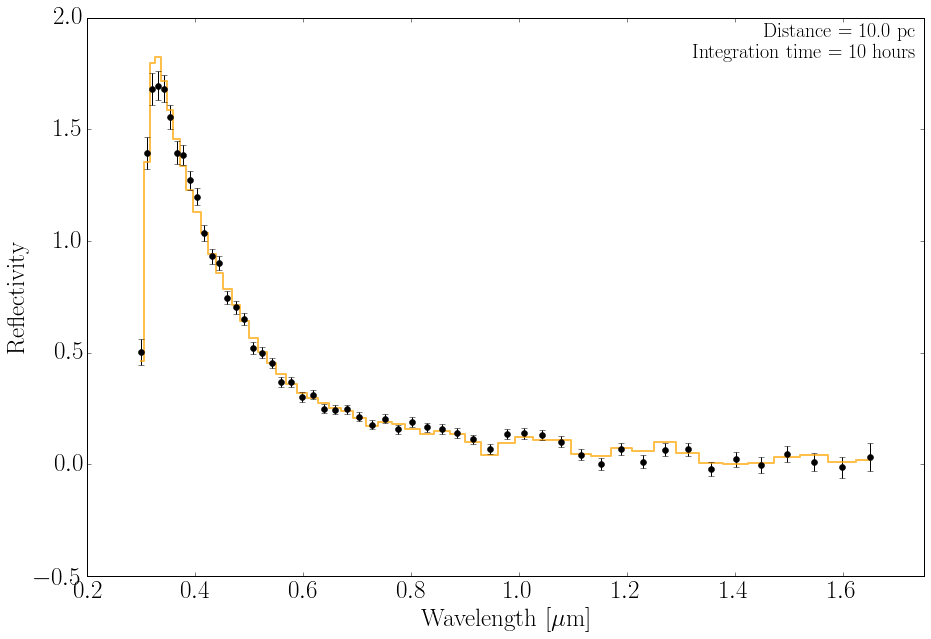 2.0
Distance = 10.0 pc
Integration time = 10 hours
1.5
1.0
Reflectivity
0.5
0.0
−0.5
0.2 0.4 0.6 0.8 1.0 1.2 1.4 1.6
Wavelength [μm]